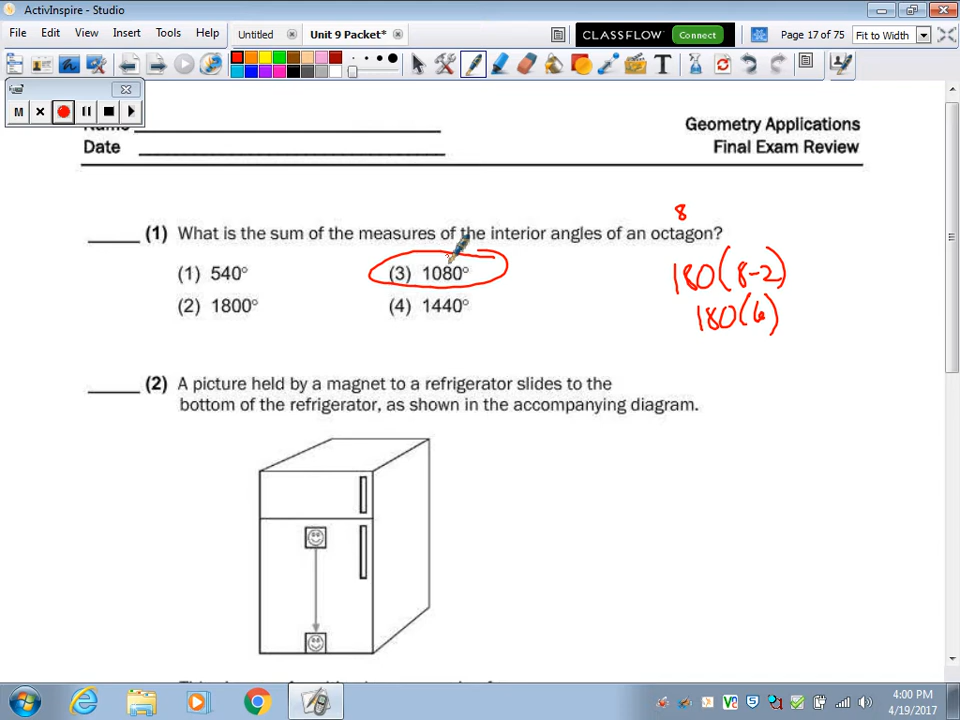 ActivInspire - Studio
File Edit View Insert Tools Help
Untitled
Unit 9 Packet*
CLASSFLOW Connect
Page 17 of 75
Fit to Width
M
Geometry Applications
Date
Final Exam Review
8
(1) What is the sum of the measures of the interior angles of an octagon?
(1) 540°
(3) 1080°
180(8-2)
(2) 1800°
(4) 1440°
180(6)
(2) A picture held by a magnet to a refrigerator slides to the
bottom of the refrigerator, as shown in the accompanying diagram.
4:00 PM
4/19/2017